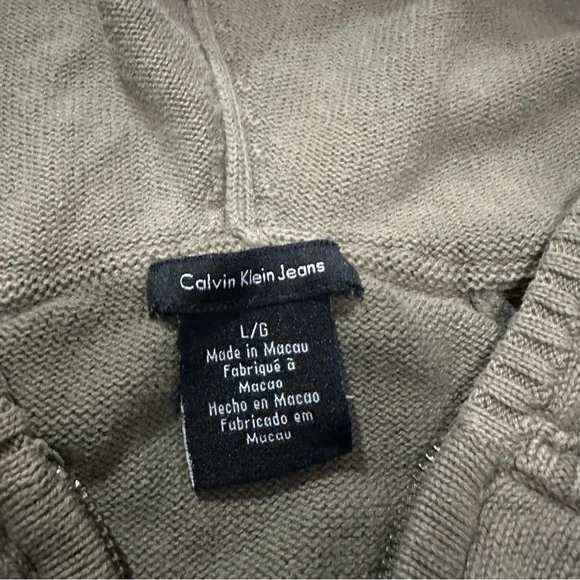 Calvin Klein Jeans
L/G
Made in Macau
Fabriqué à
Macao
Hecho en Macao
Fabricado em
Macau